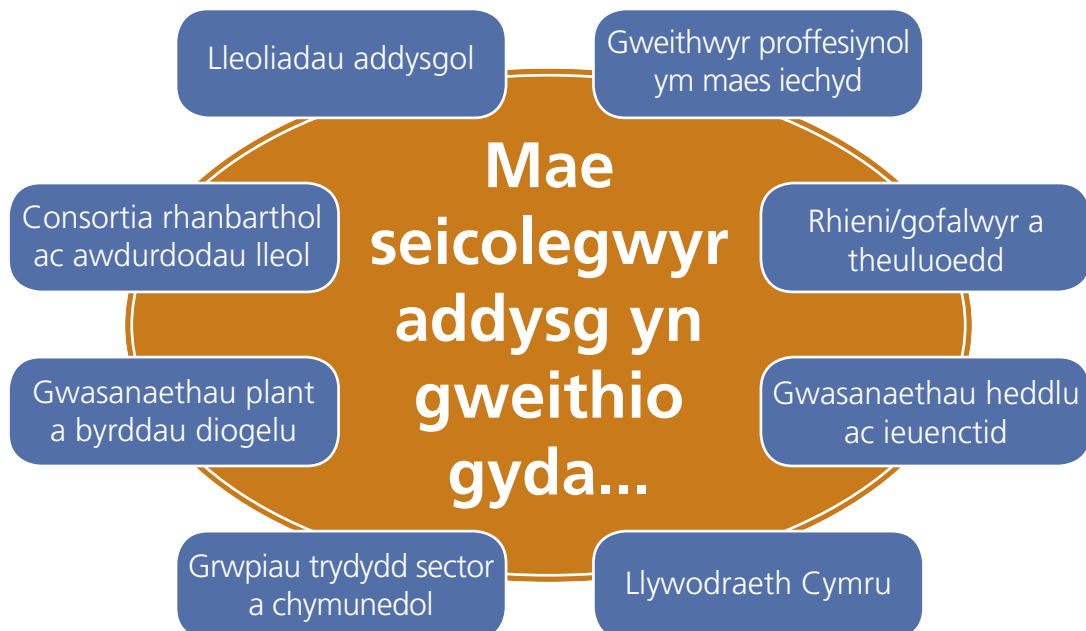 Lleoliadau addysgol
Gweithwyr proffesiynol
ym maes iechyd
Consortia rhanbarthol
ac awdurdodau lleol
Mae
seicolegwyr
addysg yn
gweithio
gyda...
Rhieni/gofalwyr a
theuluoedd
Gwasanaethau plant
a byrddau diogelu
Gwasanaethau heddlu
ac ieuenctid
Grwpiau trydydd sector
a chymunedol
Llywodraeth Cymru